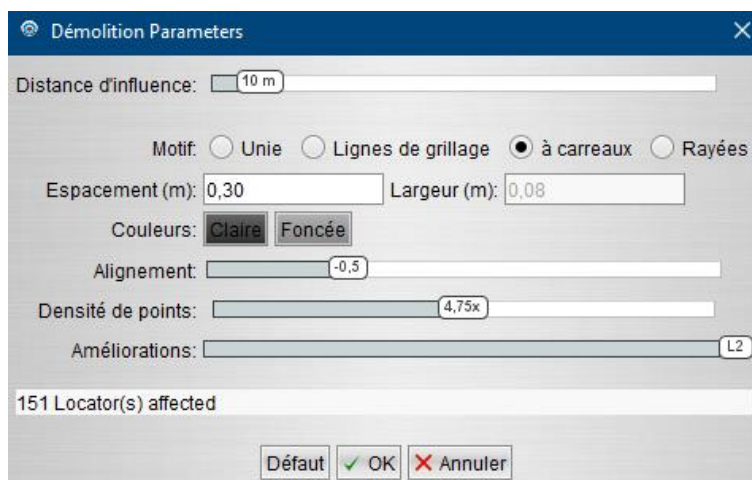 Démolition Parameters
Distance d'influence: 10 m
Motif: Unie Lignes de grillage à carreaux Rayées
Espacement (m): 0,30 Largeur (m): 0,08
Couleurs: Claire Foncée
Alignement: -0,5
Densité de points: 4,75x
Améliorations: L2
151 Locator(s) affected
Défaut OK Annuler